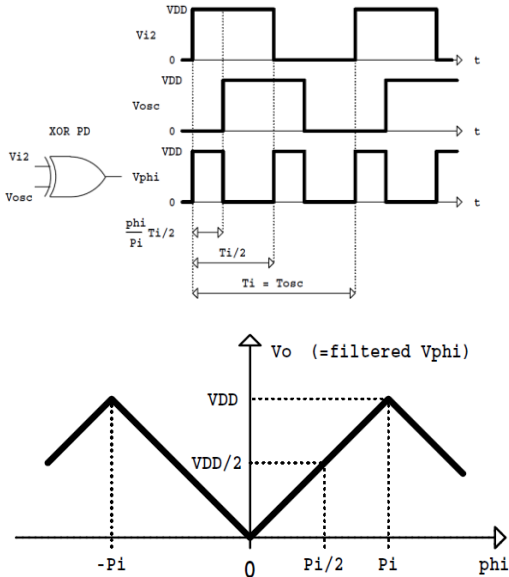 VDD
Vi2
0
t
VDD
Vosc
0
t
XOR PD
Vi2
Vosc
Vphi
VDD
0
t
phi
Pi
Ti/2
Ti/2
Ti = Tosc
Vo (=filtered Vphi)
VDD
VDD/2
-Pi
0
Pi/2
Pi
phi